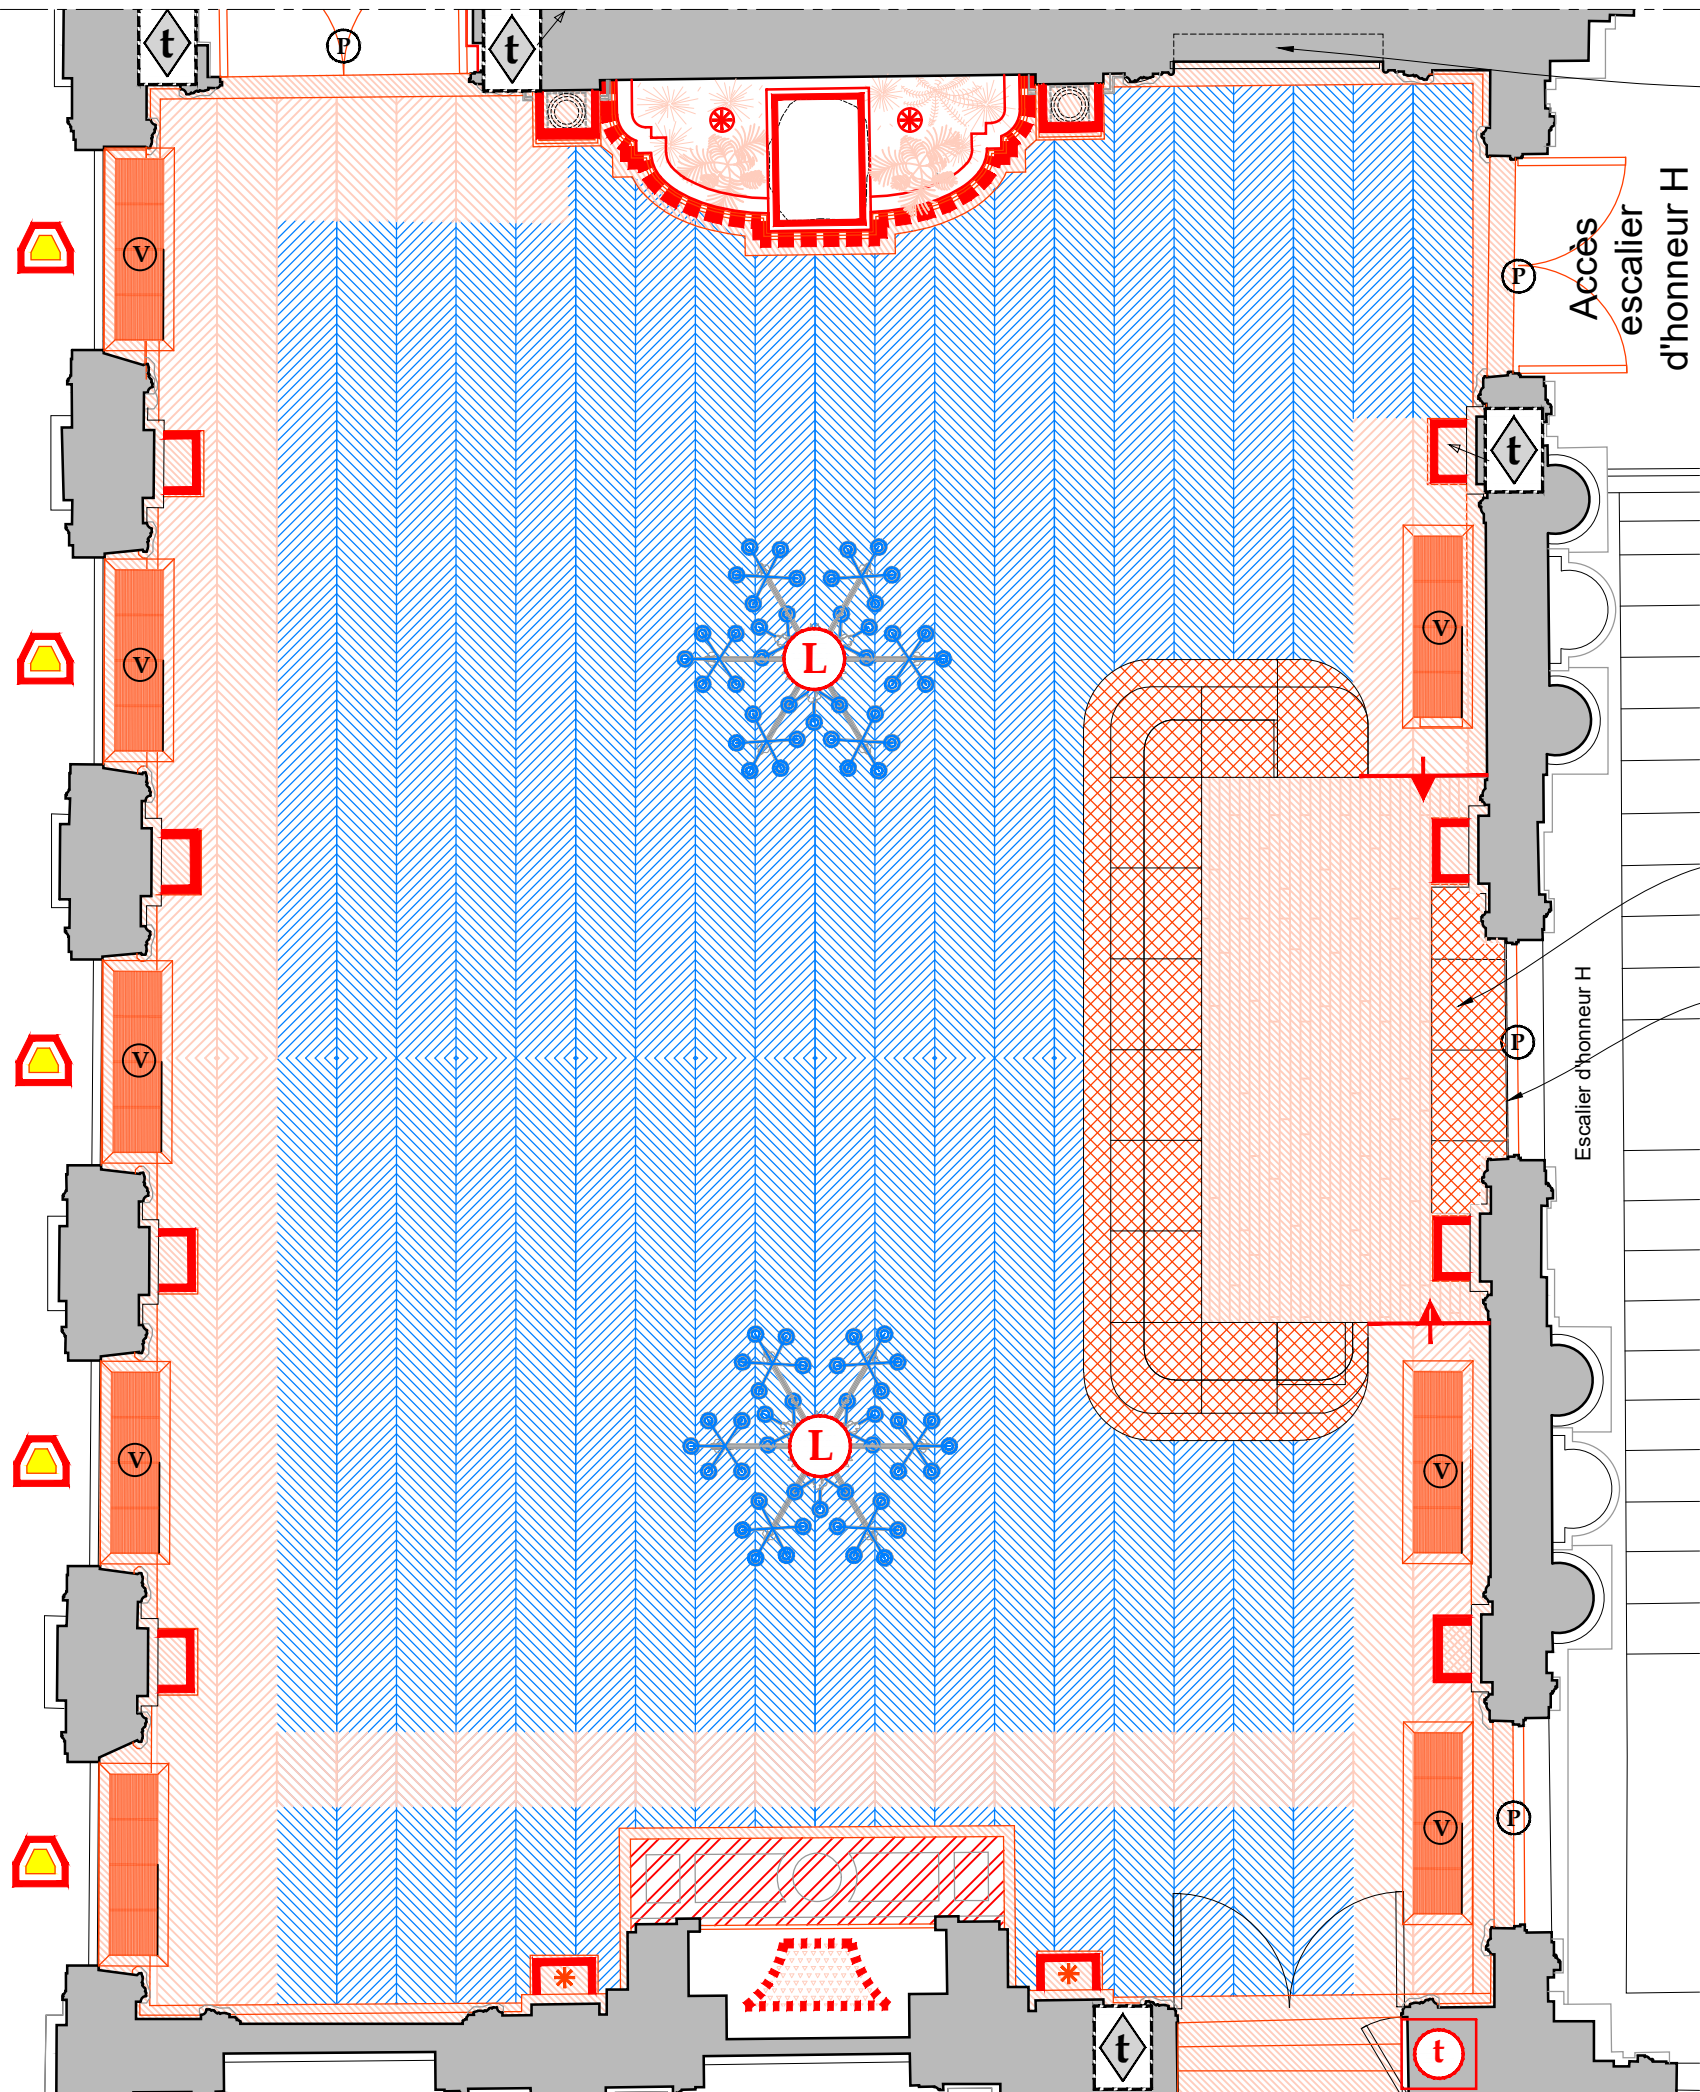 t
P
t
Accès
escalier
d'honneur H
V
P
t
V
V
L
V
P
Escalier d'honneur H
V
L
V
V
P
V
t
t